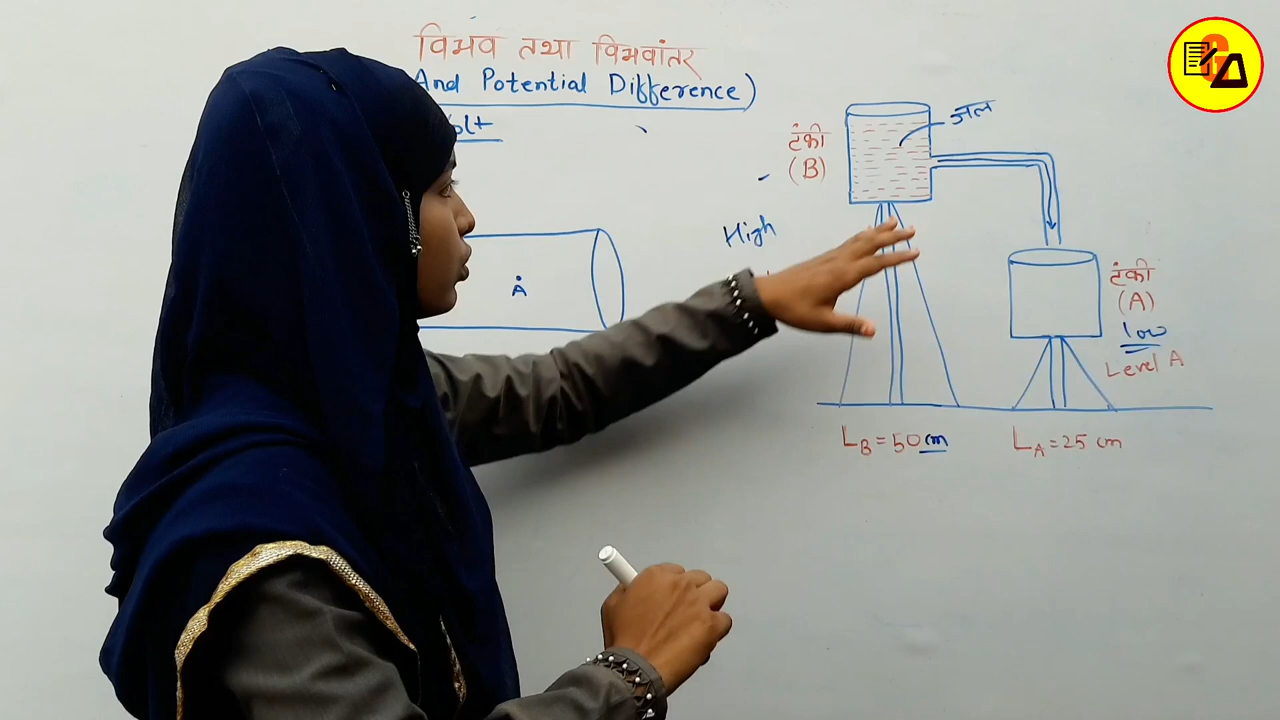 विभव तथा विभवांतर
And Potential Difference)
olt
जल
टंकी
(B)
High
A
टंकी
(A)
low
Level A
L_B = 50 cm
L_A = 25 cm